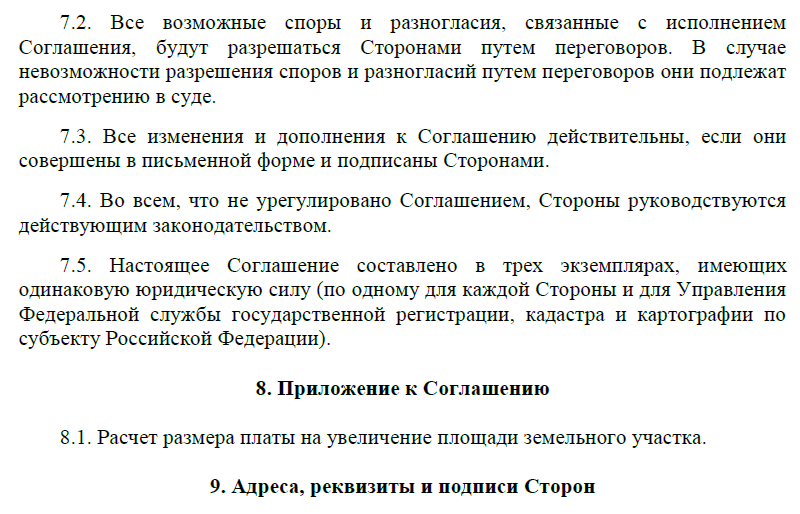 7.2. Все возможные споры и разногласия, связанные с исполнением
Соглашения, будут разрешаться Сторонами путем переговоров. В случае
невозможности разрешения споров и разногласий путем переговоров они подлежат
рассмотрению в суде.
7.3. Все изменения и дополнения к Соглашению действительны, если они
совершены в письменной форме и подписаны Сторонами.
7.4. Во всем, что не урегулировано Соглашением, Стороны руководствуются
действующим законодательством.
7.5. Настоящее Соглашение составлено в трех экземплярах, имеющих
одинаковую юридическую силу (по одному для каждой Стороны и для Управления
Федеральной службы государственной регистрации, кадастра и картографии по
субъекту Российской Федерации).
8. Приложение к Соглашению
8.1. Расчет размера платы на увеличение площади земельного участка.
9. Адреса, реквизиты и подписи Сторон